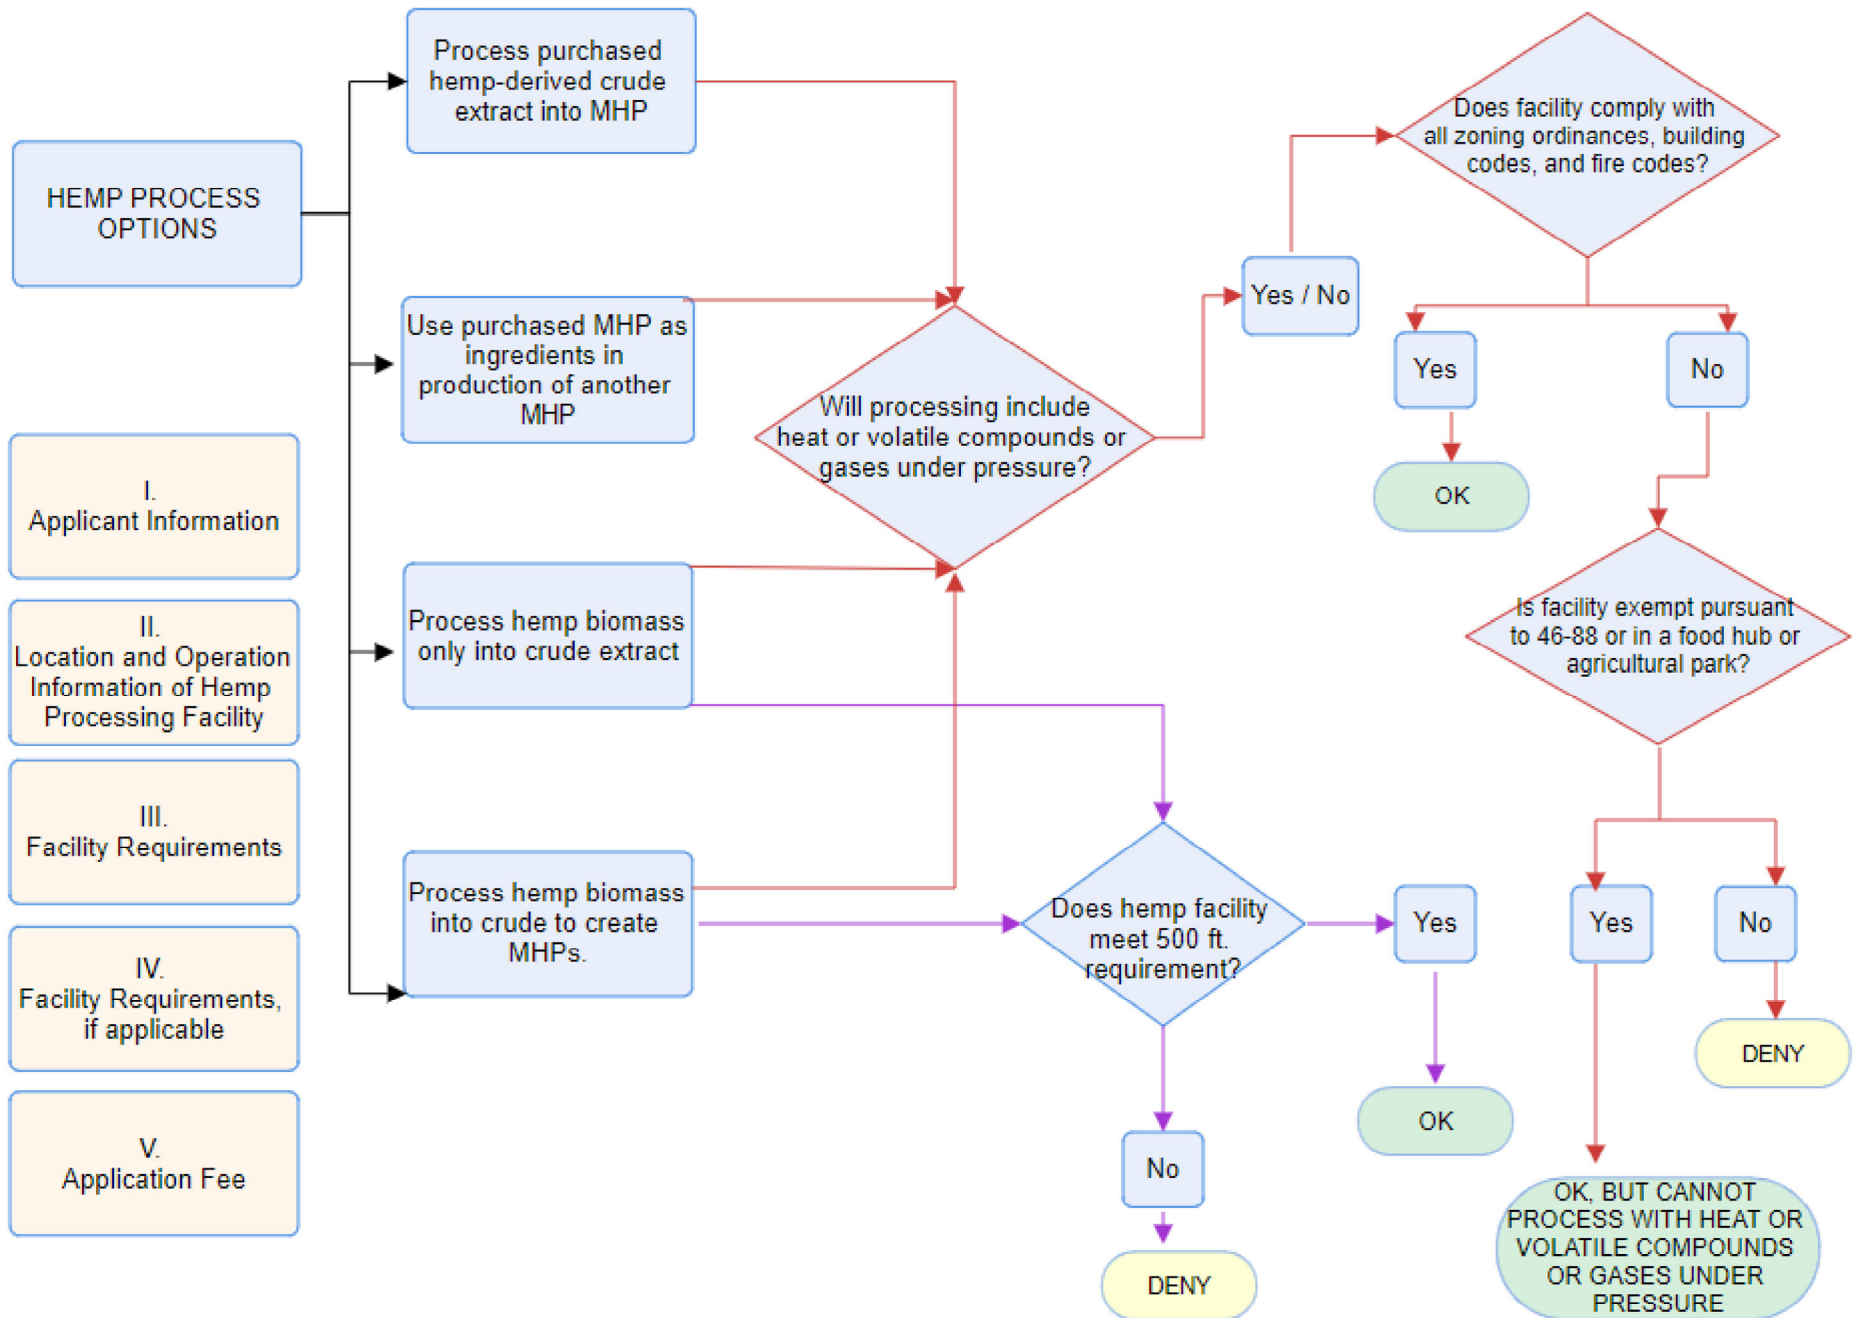 HEMP PROCESS
OPTIONS
I.
Applicant Information
II.
Location and Operation
Information of Hemp
Processing Facility
III.
Facility Requirements
IV.
Facility Requirements,
if applicable
V.
Application Fee
Process purchased
hemp-derived crude
extract into MHP
Use purchased MHP as
ingredients in
production of another
MHP
Process hemp biomass
only into crude extract
Process hemp biomass
into crude to create
MHPs.
Will processing include
heat or volatile compounds or
gases under pressure?
Yes / No
Does facility comply with
all zoning ordinances, building
codes, and fire codes?
Yes
OK
No
Is facility exempt pursuant
to 46-88 or in a food hub or
agricultural park?
Yes
OK, BUT CANNOT
PROCESS WITH HEAT OR
VOLATILE COMPOUNDS
OR GASES UNDER
PRESSURE
No
DENY
Does hemp facility
meet 500 ft.
requirement?
Yes
OK
No
DENY